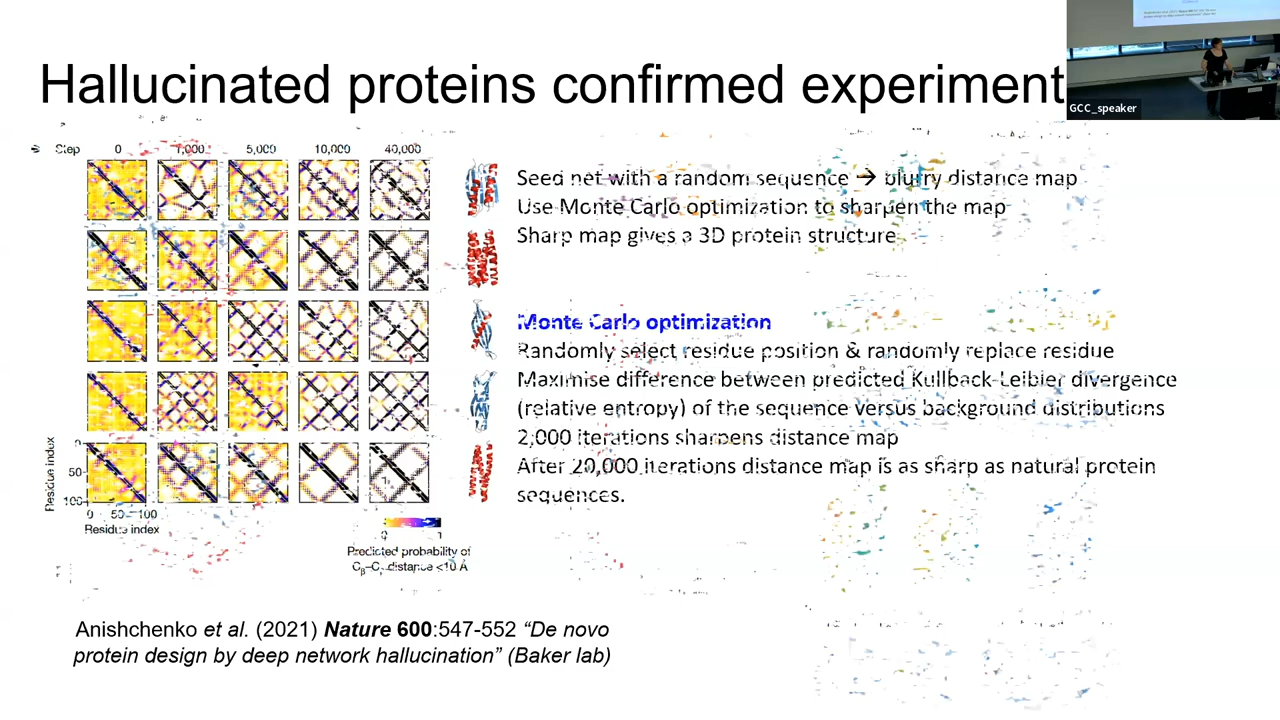 Hallucinated proteins confirmed experiment
GCC_speaker
Step 0 1,000 5,000 10,000 40,000
Seed net with a random sequence → blurry distance map
Use Monte Carlo optimization to sharpen the map
Sharp map gives a 3D protein structure
Monte Carlo optimization
Randomly select residue position & randomly replace residue
Maximise difference between predicted Kullback-Leibler divergence
(relative entropy) of the sequence versus background distributions
2,000 iterations sharpens distance map
After 20,000 iterations distance map is as sharp as natural protein
sequences.
Residue index
0
50
100
0 50 100
Residue index
0 1
Predicted probability of
distance <10 Å
Anishchenko et al. (2021) Nature 600:547-552 “De novo
protein design by deep network hallucination” (Baker lab)